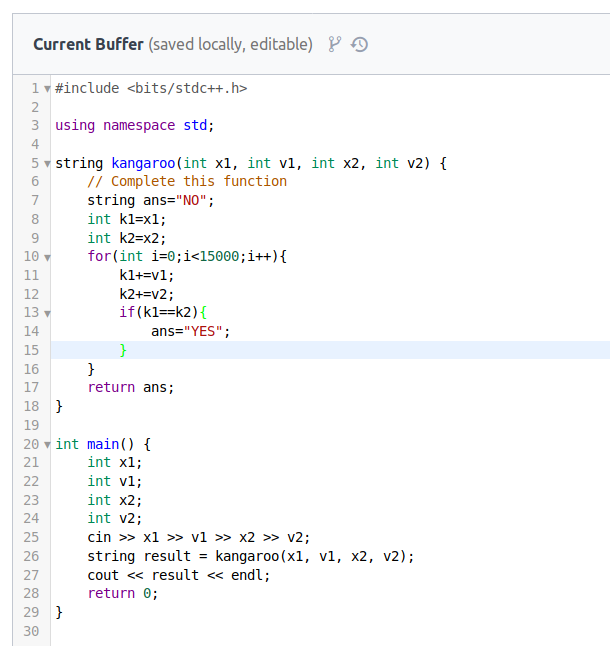 Current Buffer (saved locally, editable)
1 #include <bits/stdc++.h>
2
3 using namespace std;
4
5 string kangaroo(int x1, int v1, int x2, int v2) {
6     // Complete this function
7     string ans="NO";
8     int k1=x1;
9     int k2=x2;
10     for(int i=0;i<15000;i++){
11         k1+=v1;
12         k2+=v2;
13         if(k1==k2){
14             ans="YES";
15         }
16     }
17     return ans;
18 }
19
20 int main() {
21     int x1;
22     int v1;
23     int x2;
24     int v2;
25     cin >> x1 >> v1 >> x2 >> v2;
26     string result = kangaroo(x1, v1, x2, v2);
27     cout << result << endl;
28     return 0;
29 }
30